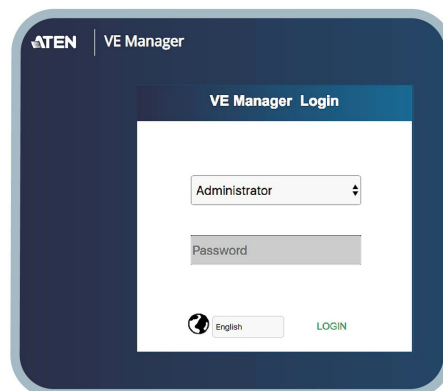 ATEN VE Manager
VE Manager Login
Administrator
Password
English LOGIN